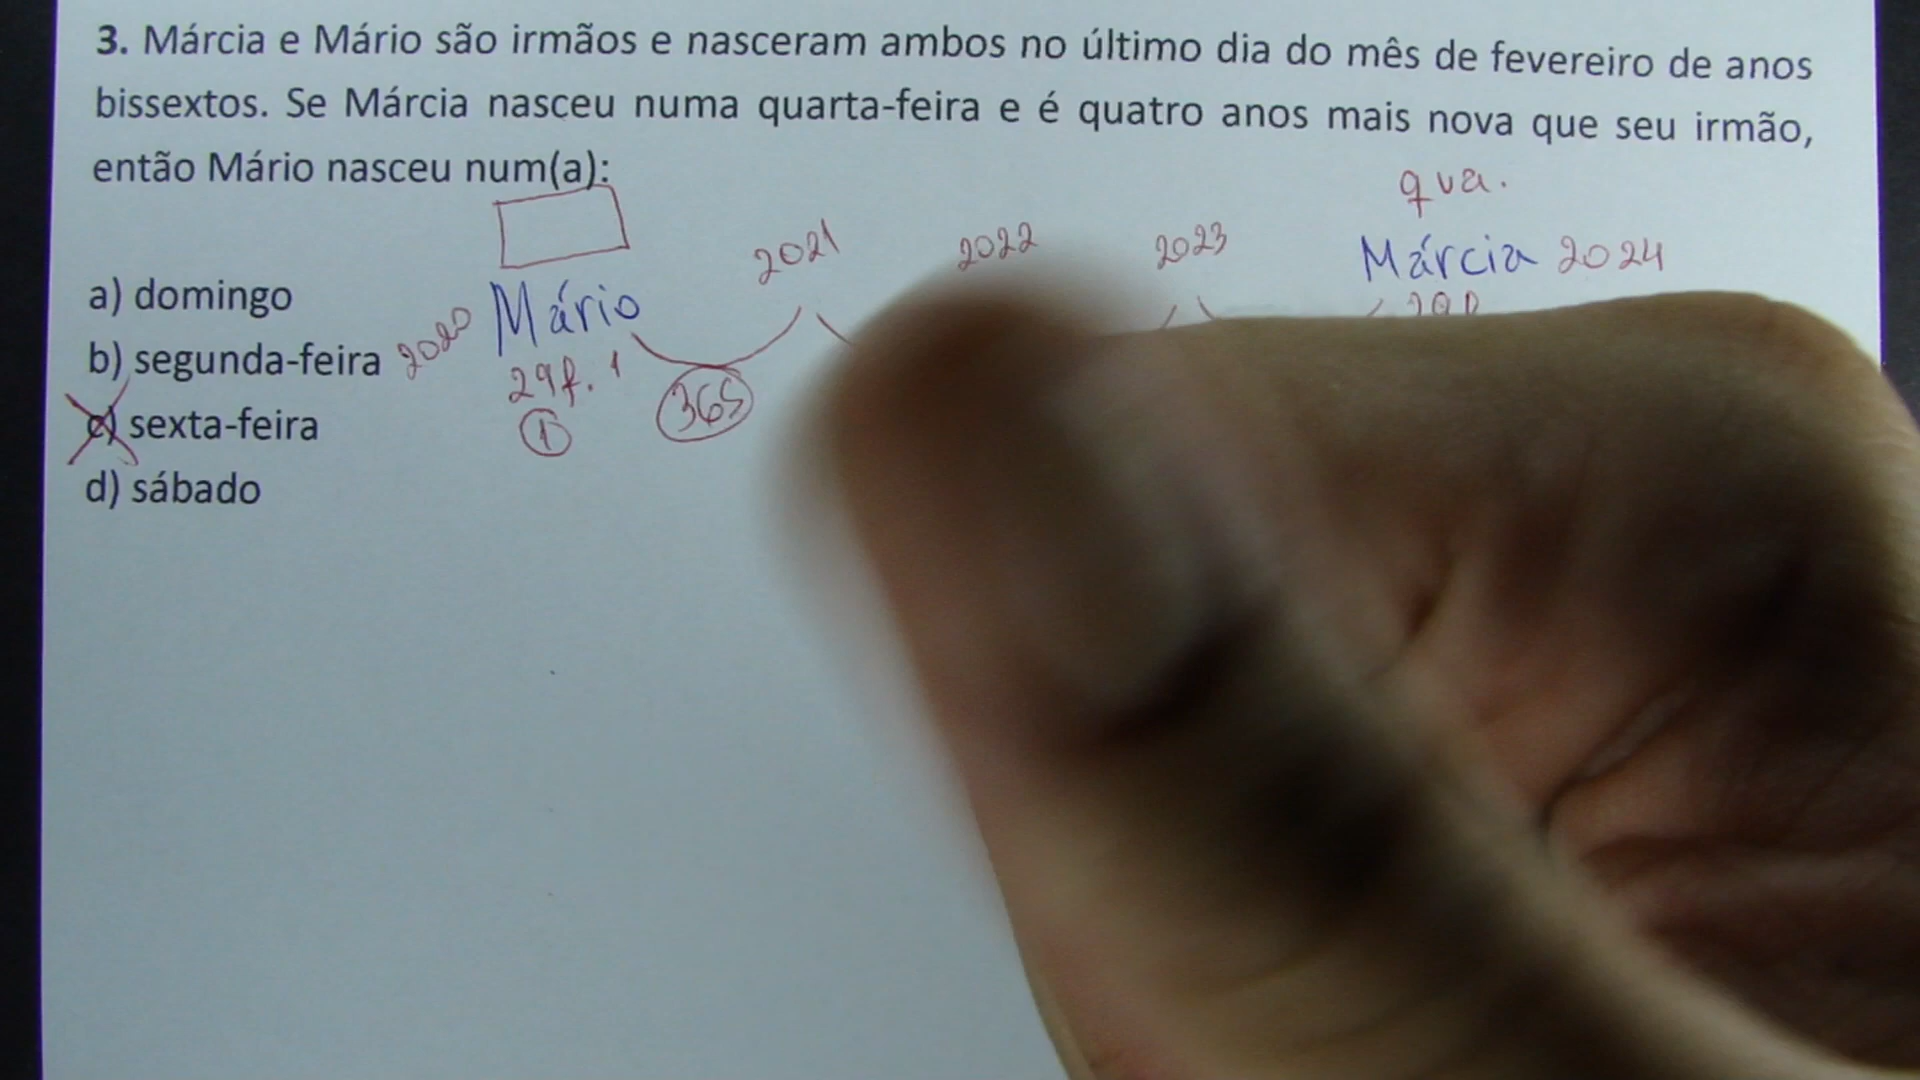 3. Márcia e Mário são irmãos e nasceram ambos no último dia do mês de fevereiro de anos
bissextos. Se Márcia nasceu numa quarta-feira e é quatro anos mais nova que seu irmão,
então Mário nasceu num(a):
qua.
2021 2022 2023 Márcia 2024
a) domingo Mário
b) segunda-feira 2020
29f. 1
365
c) sexta-feira 1
d) sábado